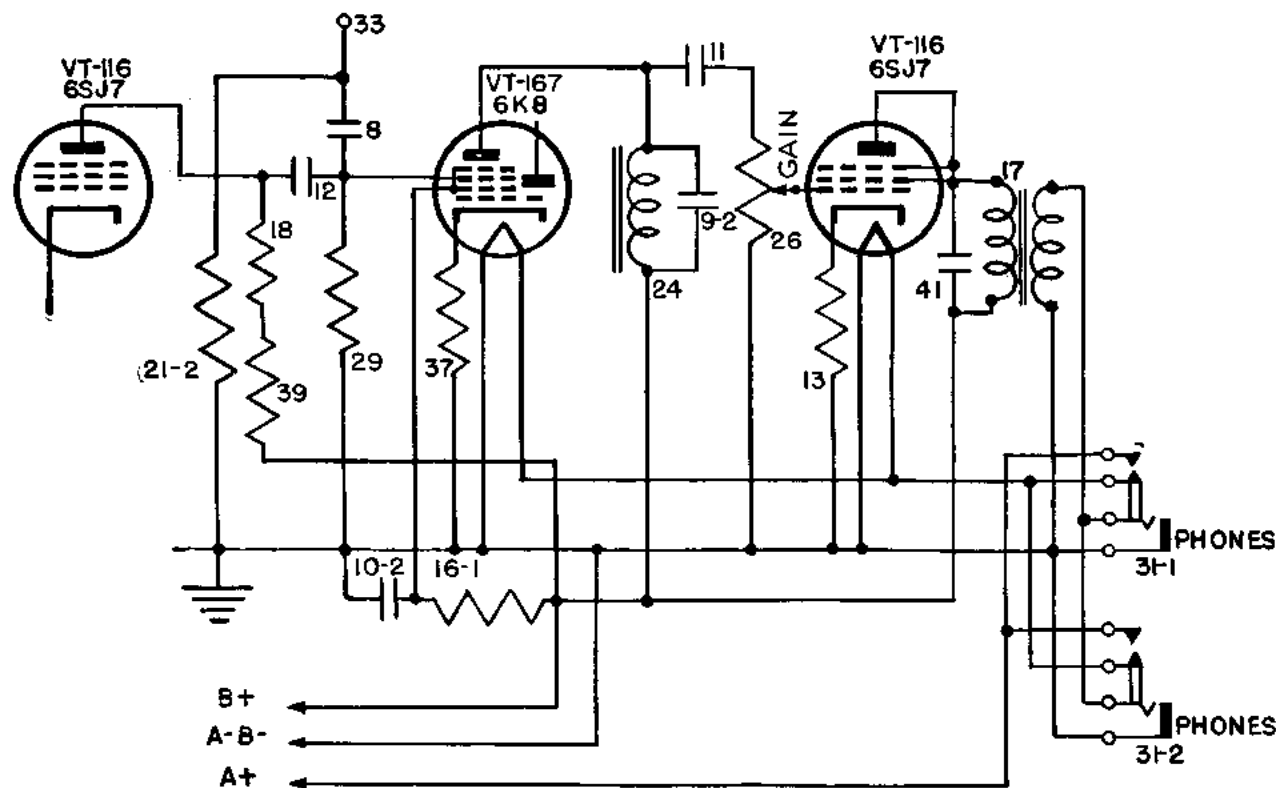 33
VT-116
6SJ7
8
12
18
21-2
39
29
VT-167
6K8
37
11
9-2
24
GAIN
26
VT-116
6SJ7
13
41
17
10-2
16-1
PHONES
31-1
PHONES
31-2
B+
A-B-
A+